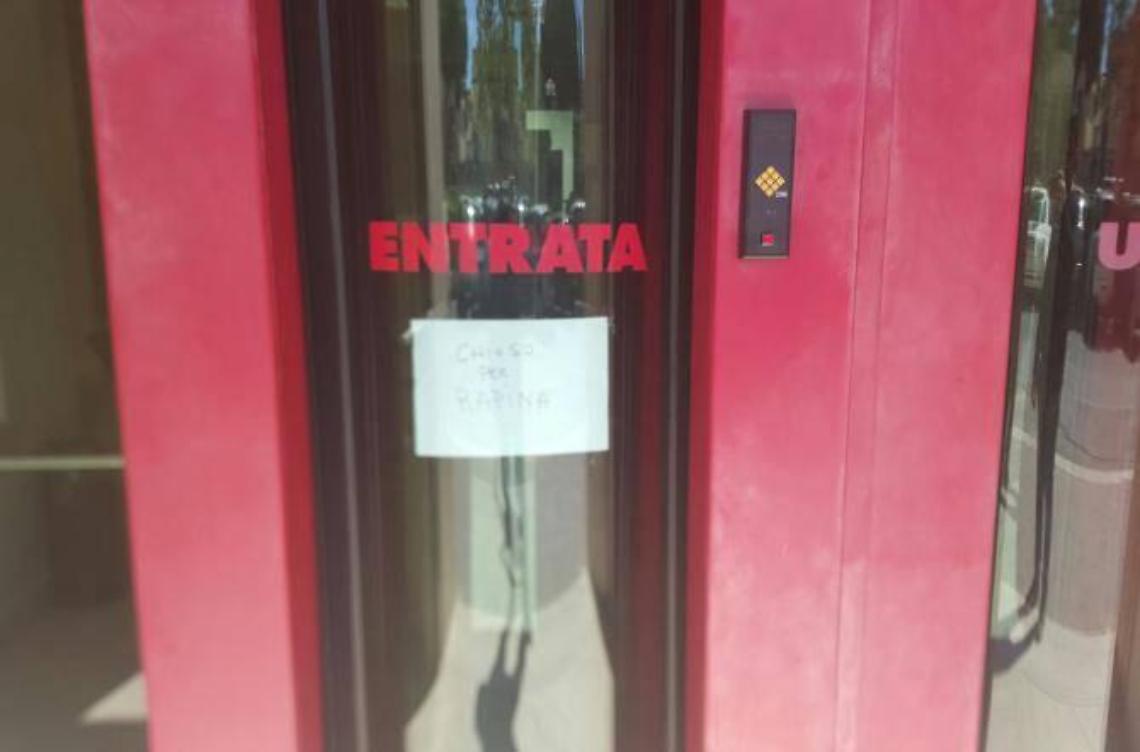 ENTRATA
CHIUSO
PER
RAPINA
U